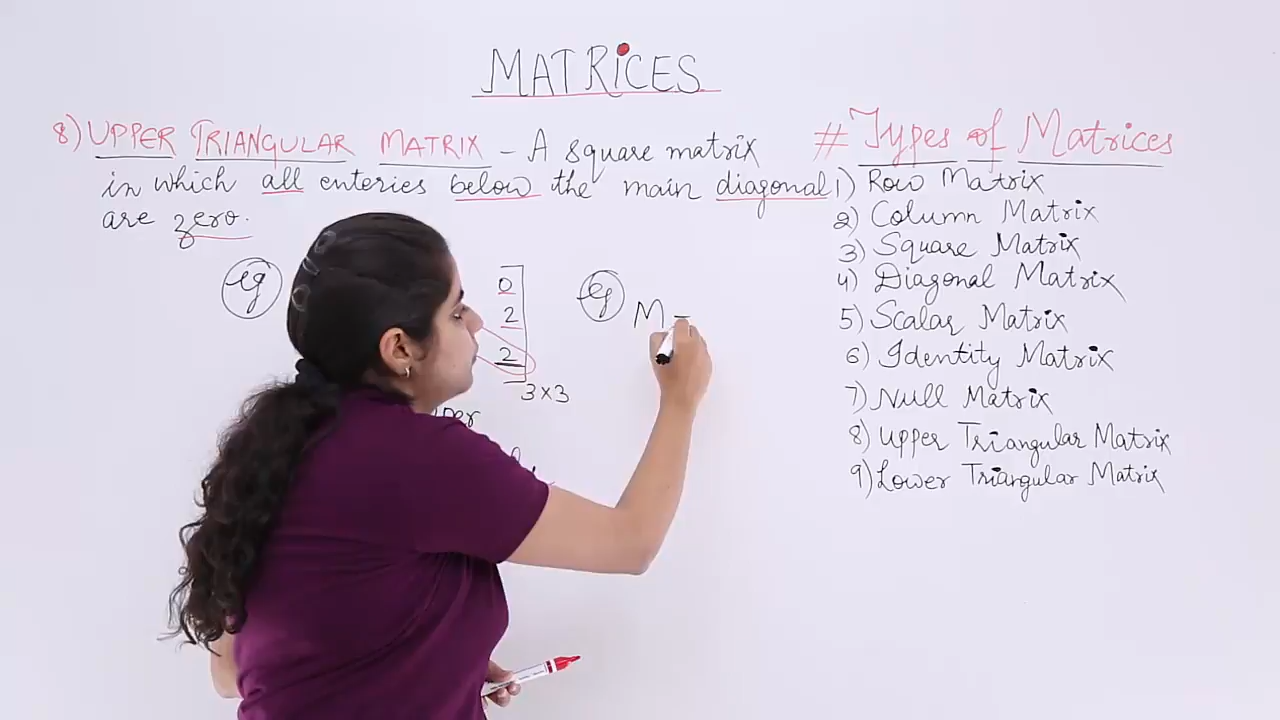 MATRICES
8) UPPER TRIANGULAR MATRIX - A square matrix
in which all enteries below the main diagonal
are zero.
eg
0
2
2
3×3
eg M =
# Types of Matrices
1) Row Matrix
2) Column Matrix
3) Square Matrix
4) Diagonal Matrix
5) Scalar Matrix
6) Identity Matrix
7) Null Matrix
8) Upper Triangular Matrix
9) Lower Triangular Matrix